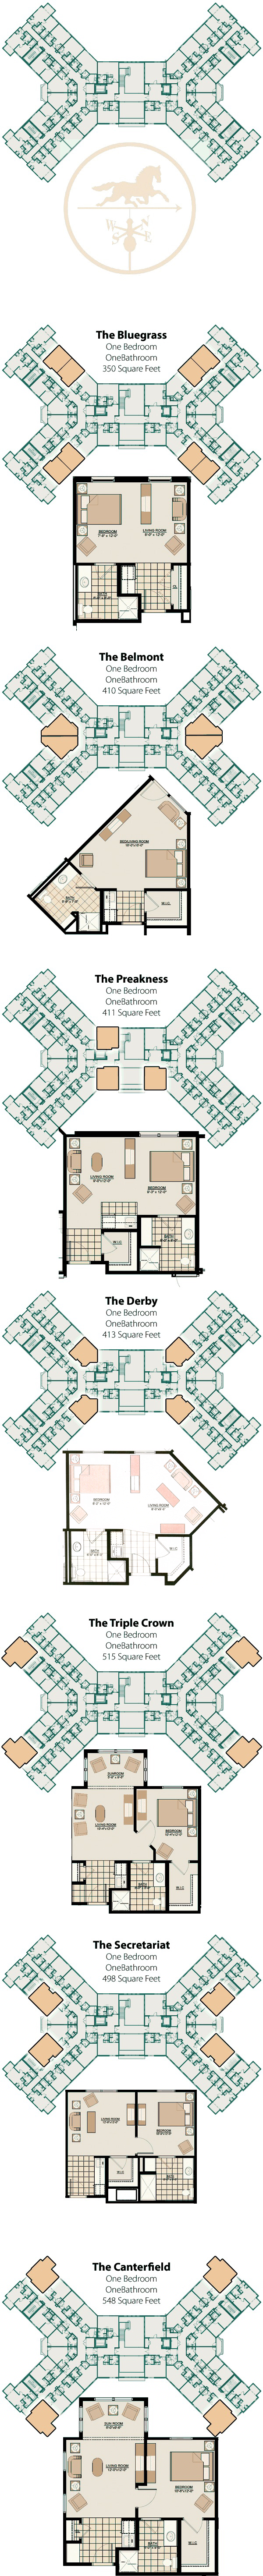 W
S
The Bluegrass
One Bedroom
OneBathroom
350 Square Feet
BEDROOM
LIVING ROOM
BATH
The Belmont
One Bedroom
OneBathroom
410 Square Feet
BED/LIVING ROOM
BATH
W.I.C.
The Preakness
One Bedroom
OneBathroom
411 Square Feet
LIVING ROOM
BEDROOM
W.I.C.
BATH
The Derby
One Bedroom
OneBathroom
413 Square Feet
BEDROOM
LIVING ROOM
BATH
W.I.C.
The Triple Crown
One Bedroom
OneBathroom
515 Square Feet
SUNROOM
LIVING ROOM
BEDROOM
BATH
W.I.C.
The Secretariat
One Bedroom
OneBathroom
498 Square Feet
LIVING ROOM
BEDROOM
W.I.C.
BATH
The Canterfield
One Bedroom
OneBathroom
548 Square Feet
SUN ROOM
LIVING ROOM
BEDROOM
BATH
W.I.C.